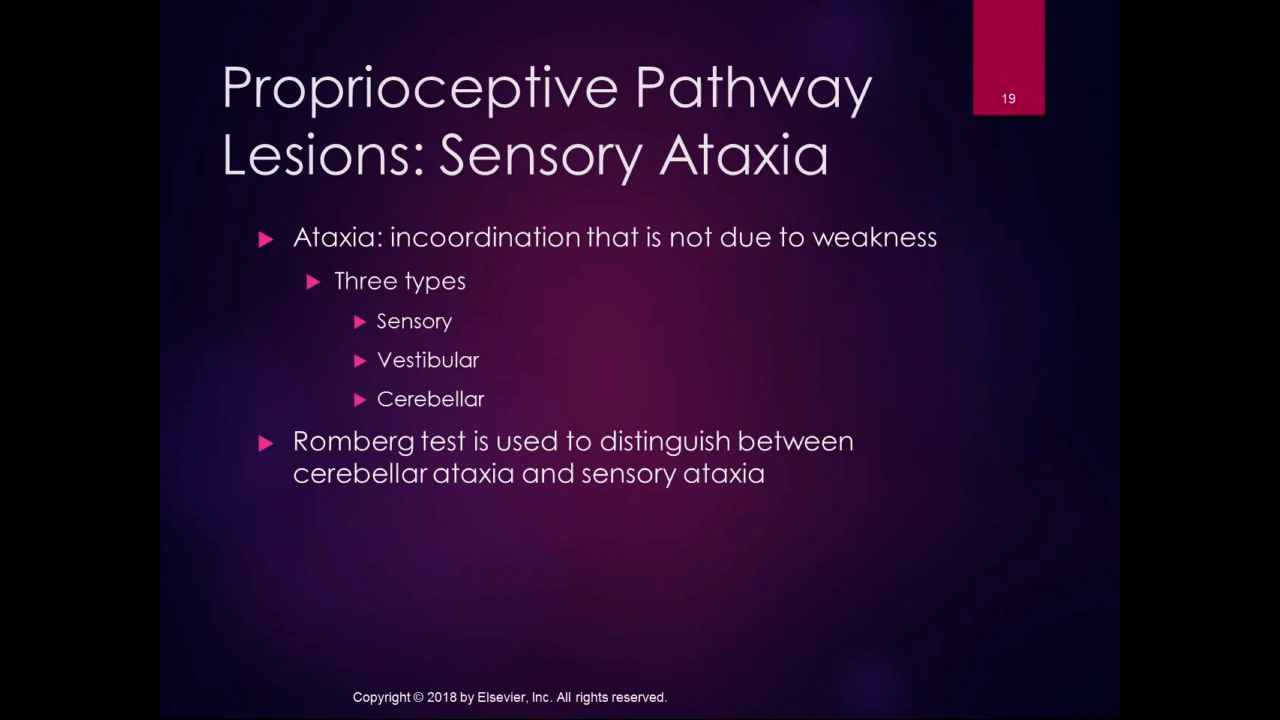 Proprioceptive Pathway
Lesions: Sensory Ataxia
19
Ataxia: incoordination that is not due to weakness
Three types
Sensory
Vestibular
Cerebellar
Romberg test is used to distinguish between
cerebellar ataxia and sensory ataxia
Copyright © 2018 by Elsevier, Inc. All rights reserved.